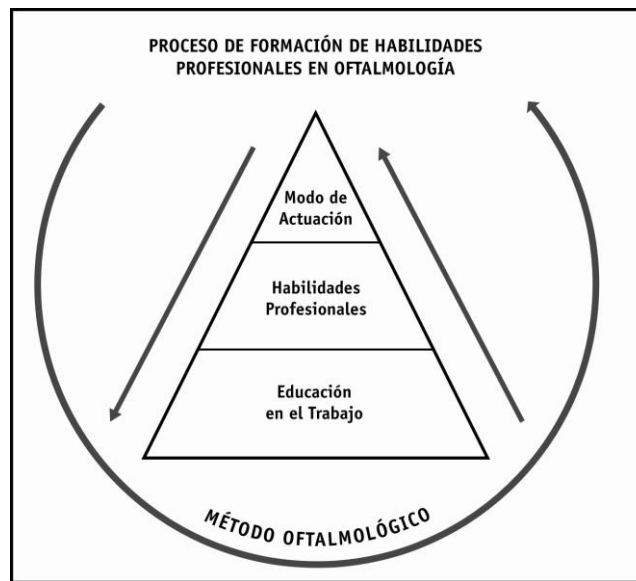 PROCESO DE FORMACIÓN DE HABILIDADES
PROFESIONALES EN OFTALMOLOGÍA
Modo de
Actuación
Habilidades
Profesionales
Educación
en el Trabajo
MÉTODO OFTALMOLÓGICO